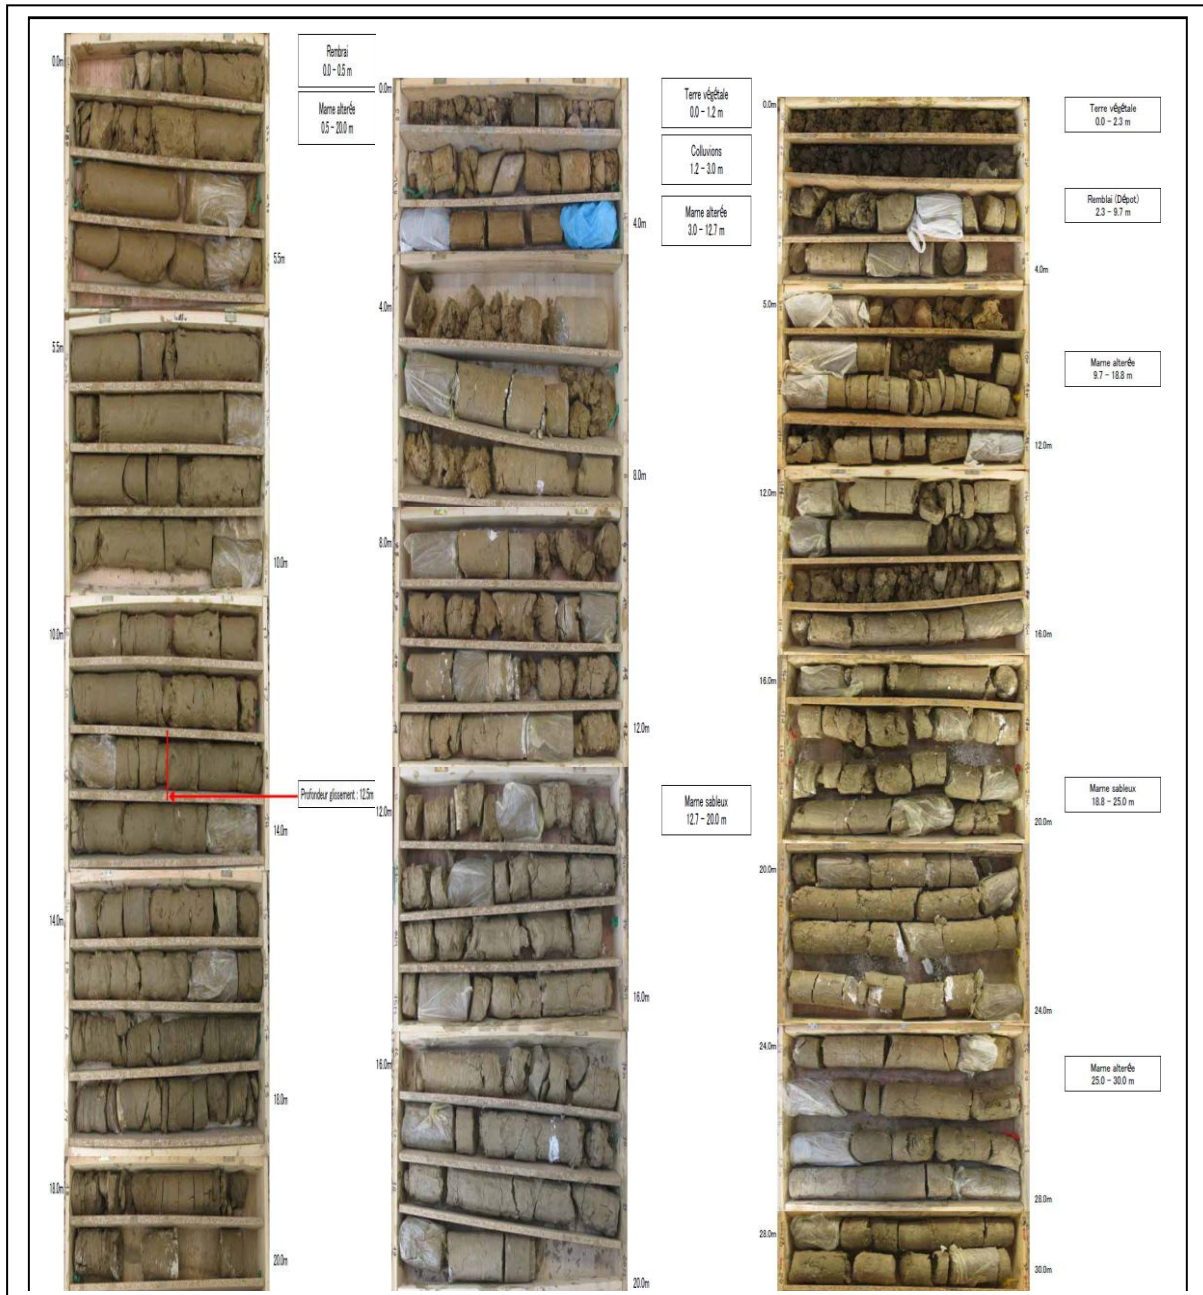 0.0m
Rembrai
0.0 - 0.5 m
Marne alterée
0.5 - 20.0 m
5.5m
5.5m
10.0m
10.0m
Profondeur glissement : 12.5m
14.0m
14.0m
18.0m
18.0m
20.0m
0.0m
Terre végétale
0.0 - 1.2 m
Colluvions
1.2 - 3.0 m
Marne alterée
3.0 - 12.7 m
4.0m
4.0m
8.0m
8.0m
12.0m
12.0m
Marne sableux
12.7 - 20.0 m
16.0m
16.0m
20.0m
0.0m
Terre végétale
0.0 - 2.3 m
Remblai (Dépot)
2.3 - 9.7 m
4.0m
5.0m
Marne alterée
9.7 - 18.8 m
12.0m
12.0m
16.0m
16.0m
Marne sableux
18.8 - 25.0 m
20.0m
20.0m
24.0m
24.0m
Marne alterée
25.0 - 30.0 m
28.0m
28.0m
30.0m